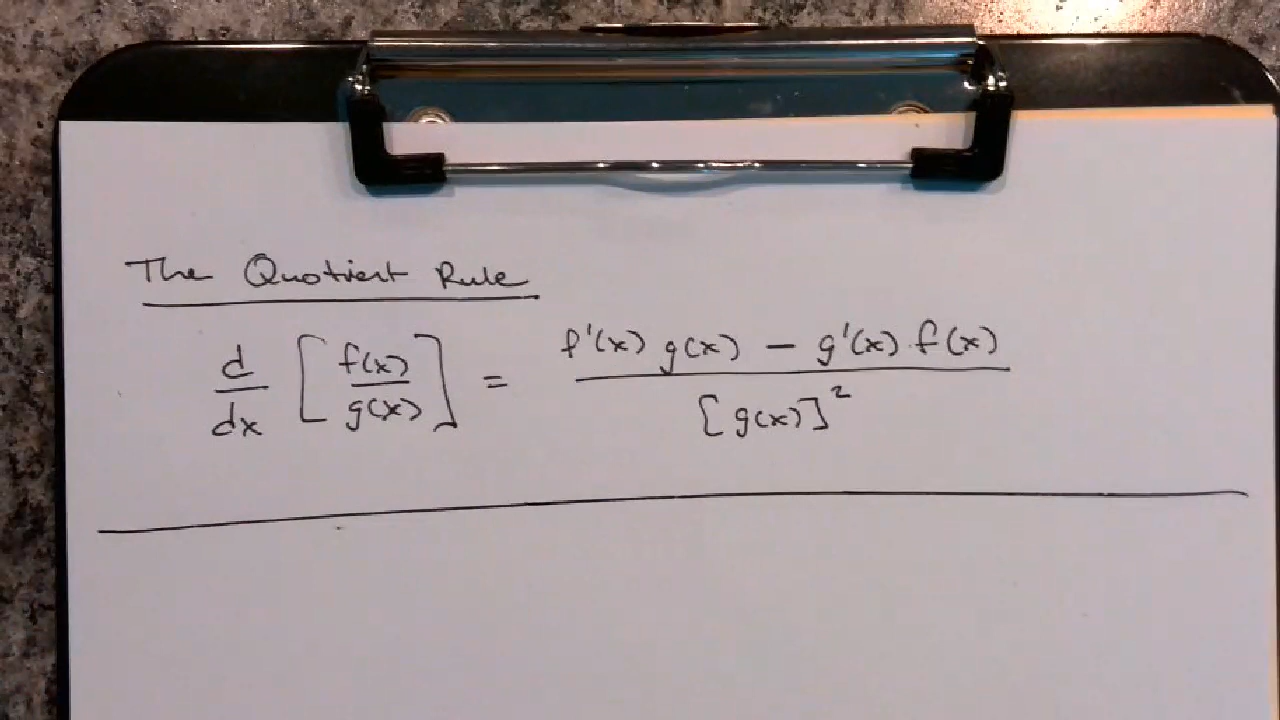 The Quotient Rule
d/dx [f(x)/g(x)] = f'(x) g(x) - g'(x) f(x) / [g(x)]²